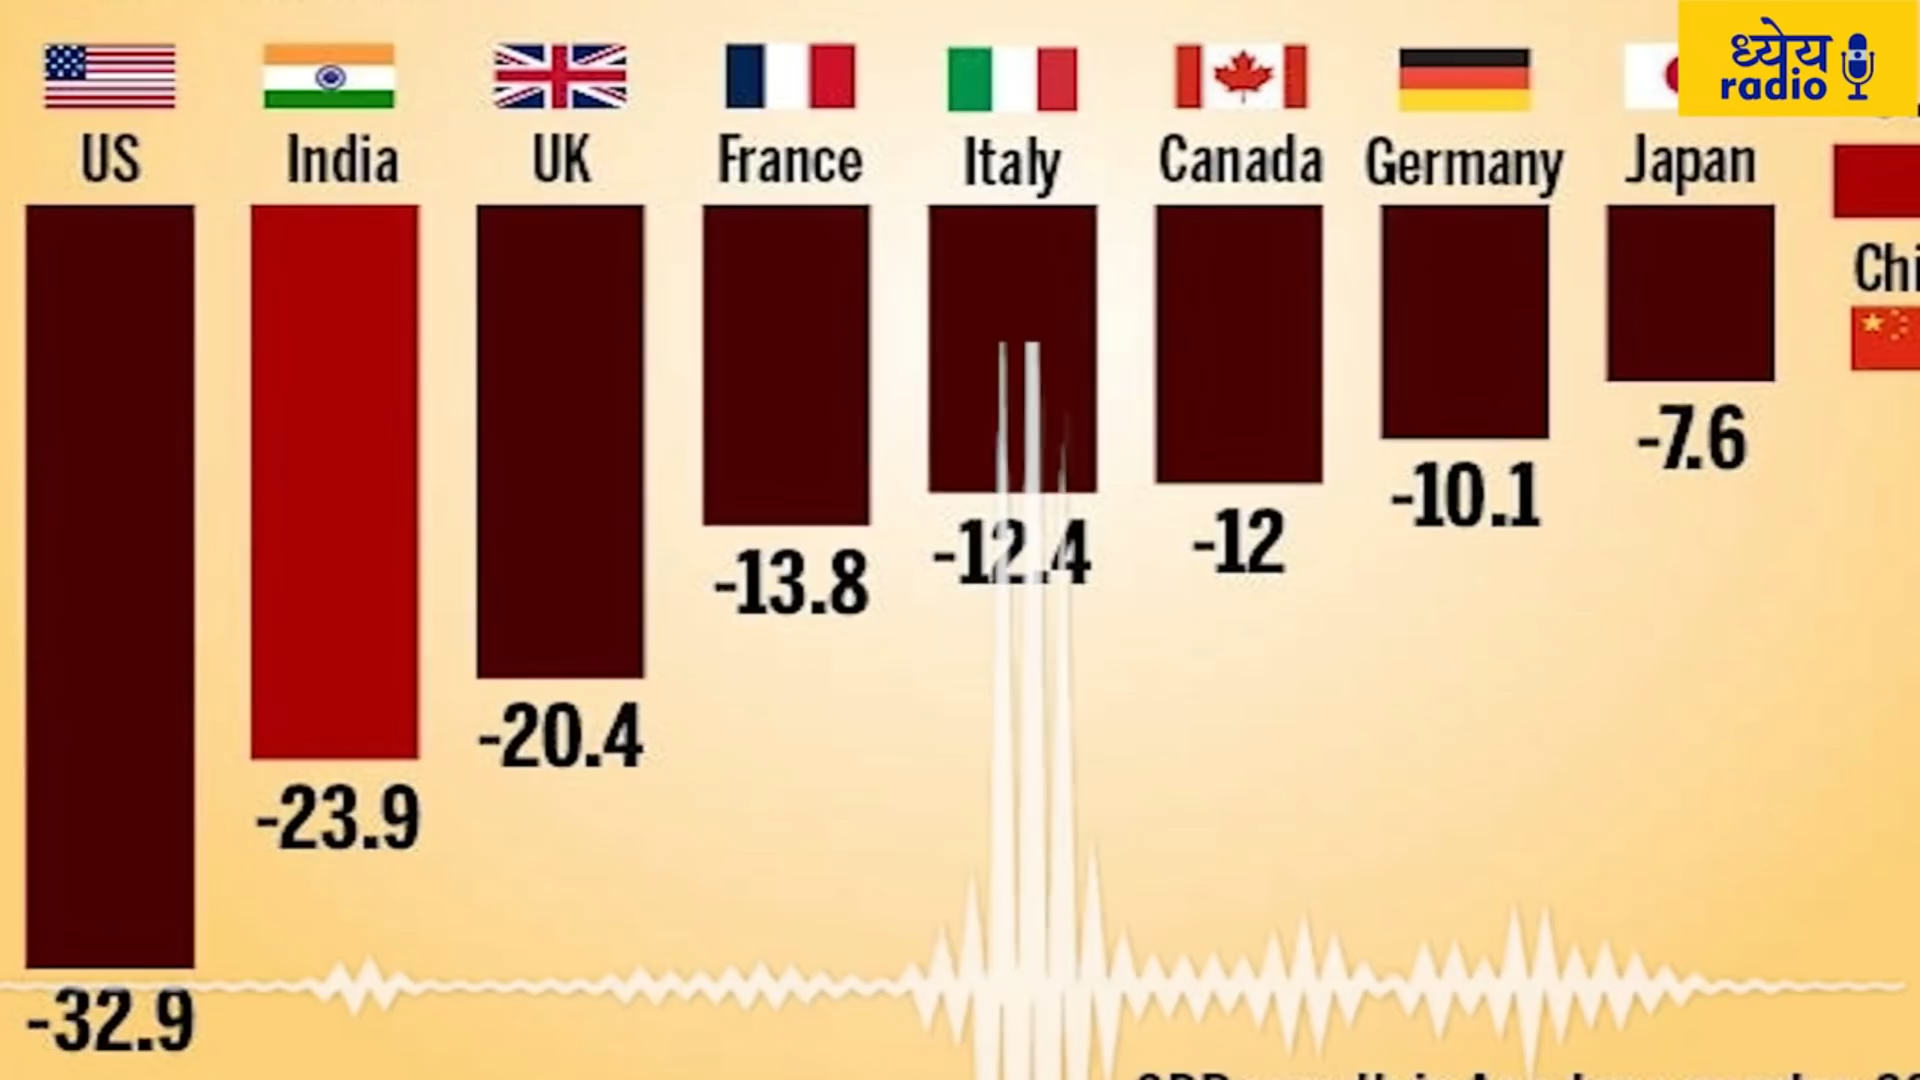 ध्येय
radio
US
India
UK
France
Italy
Canada
Germany
Japan
Chi
-32.9
-23.9
-20.4
-13.8
-12.4
-12
-10.1
-7.6